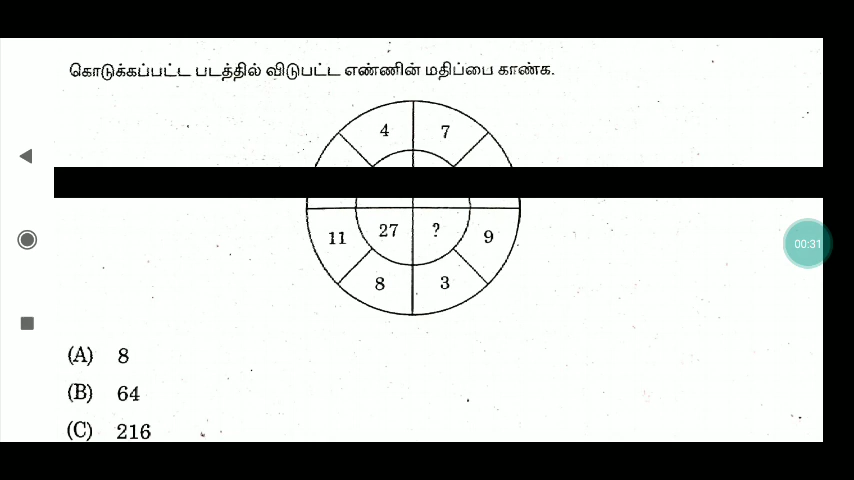 கொடுக்கப்பட்ட படத்தில் விடுபட்ட எண்ணின் மதிப்பை காண்க.
4 7
11 27 ? 9
8 3
(A) 8
(B) 64
(C) 216
00:31